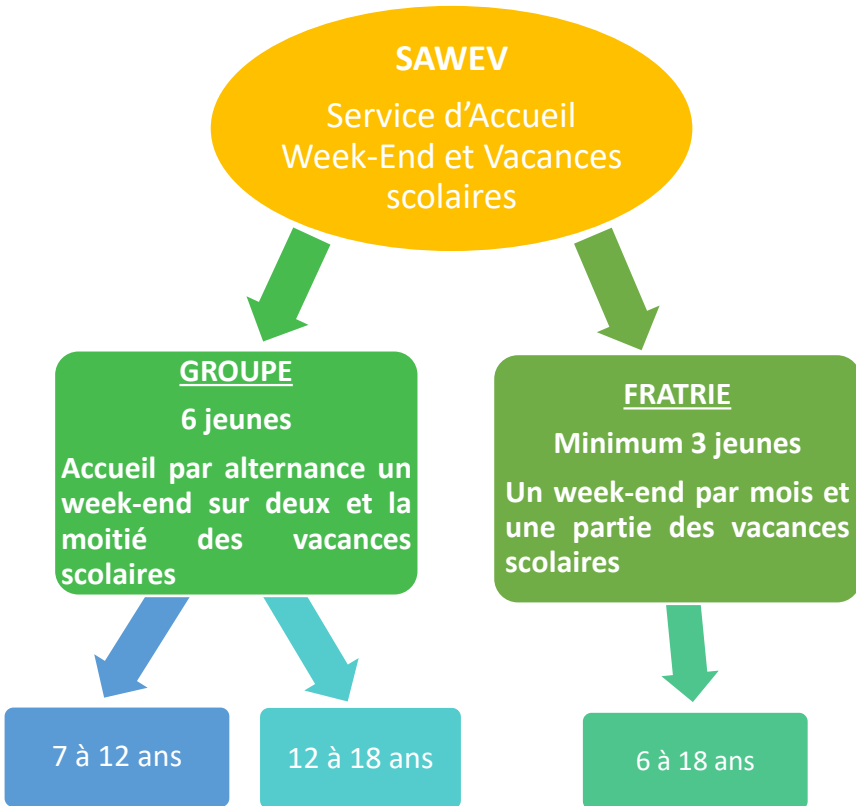 SAWEV
Service d’Accueil
Week-End et Vacances
scolaires
GROUPE
6 jeunes
Accueil par alternance un
week-end sur deux et la
moitié des vacances
scolaires
FRATRIE
Minimum 3 jeunes
Un week-end par mois et
une partie des vacances
scolaires
7 à 12 ans
12 à 18 ans
6 à 18 ans